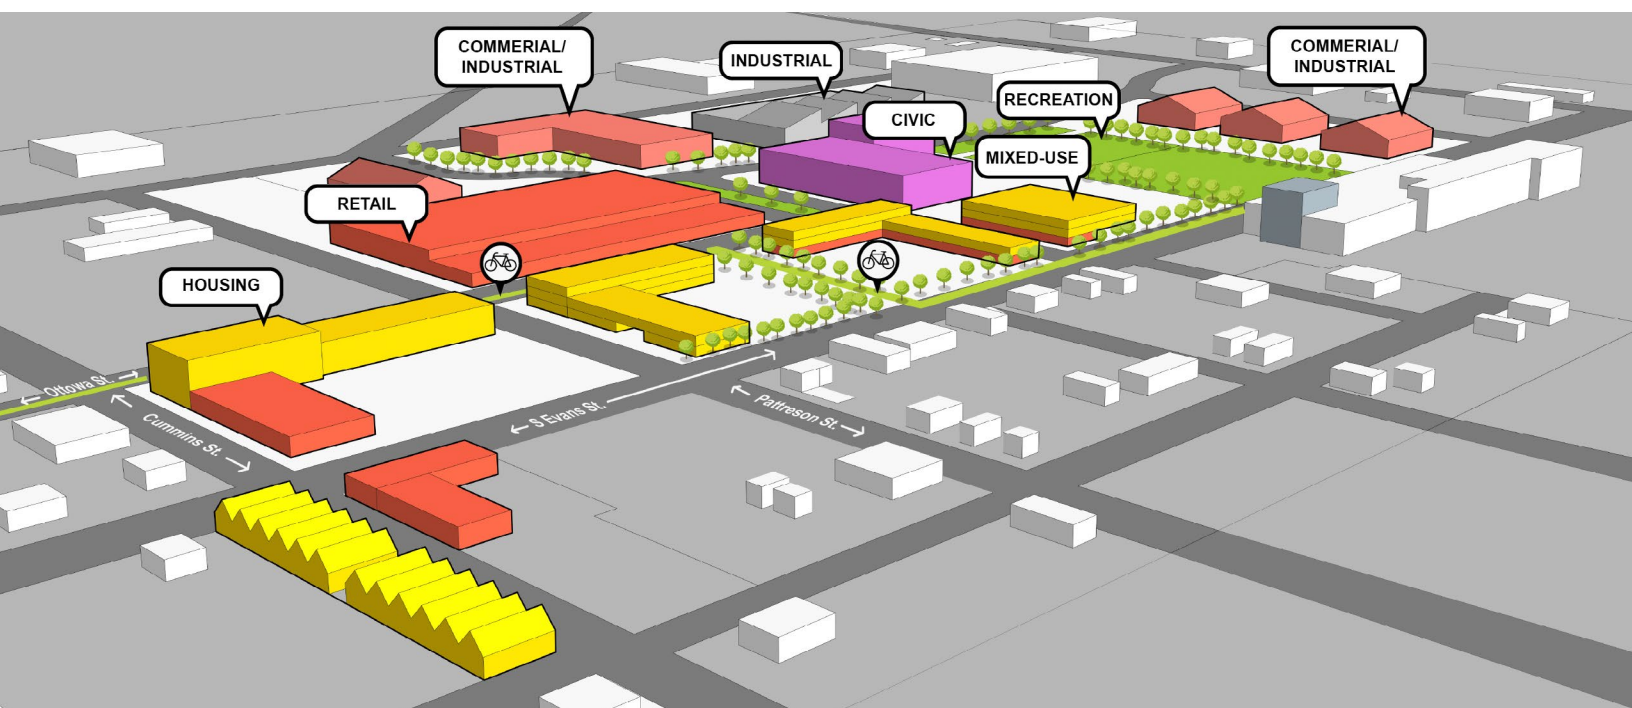 COMMERIAL/
INDUSTRIAL
INDUSTRIAL
COMMERIAL/
INDUSTRIAL
RECREATION
CIVIC
MIXED-USE
RETAIL
HOUSING
Ottowa St.
Cummins St.
S Evans St.
Pattreson St.